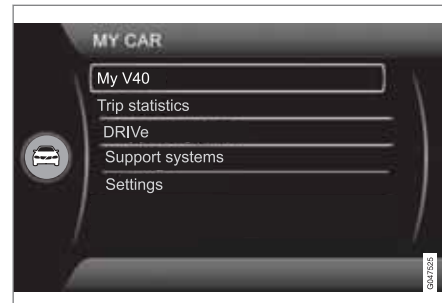 MY CAR
My V40
Trip statistics
DRIVe
Support systems
Settings
G047525